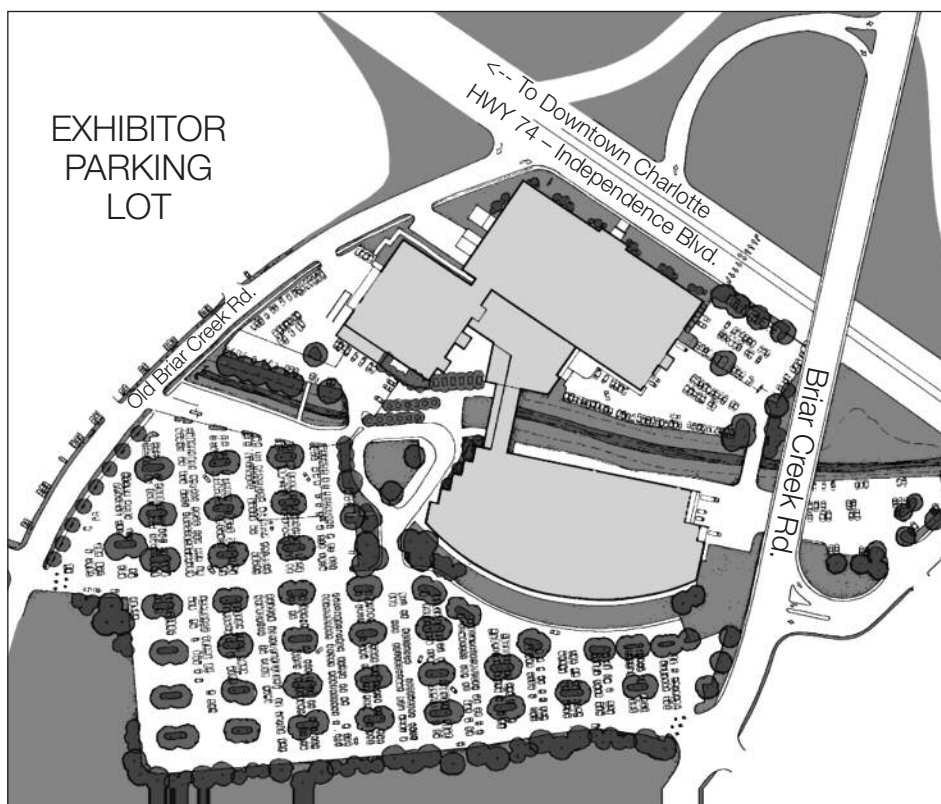 EXHIBITOR
PARKING
LOT
<-- To Downtown Charlotte
HWY 74 – Independence Blvd.
Old Briar Creek Rd.
Briar Creek Rd.